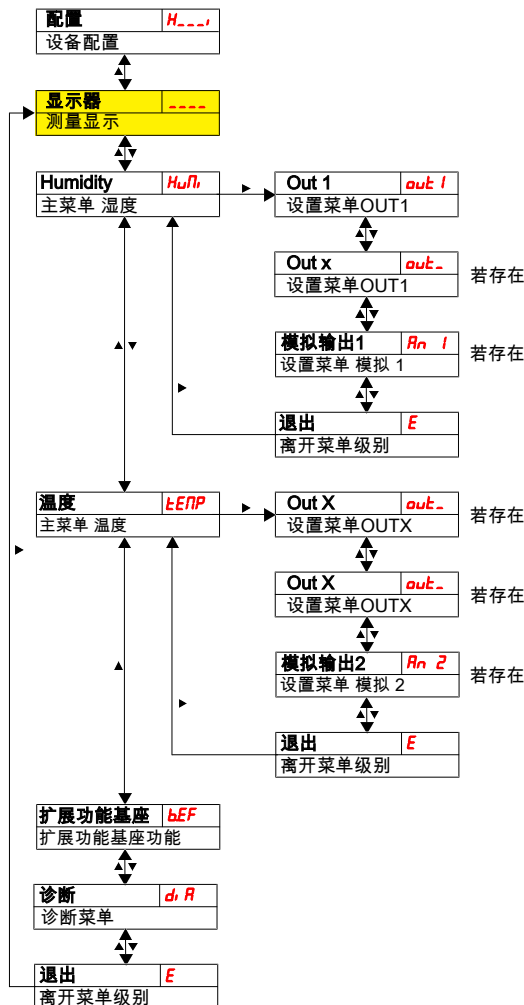 配置 H___i
设备配置
显示器 ____
测量显示
Humidity HuMi
主菜单 湿度
Out 1 out 1
设置菜单OUT1
Out x out_
设置菜单OUT1
若存在
模拟输出1 An 1
设置菜单 模拟 1
若存在
退出 E
离开菜单级别
温度 tEMP
主菜单 温度
Out X out_
设置菜单OUTX
若存在
Out X out_
设置菜单OUTX
若存在
模拟输出2 An 2
设置菜单 模拟 2
若存在
退出 E
离开菜单级别
扩展功能基座 bEF
扩展功能基座功能
诊断 di A
诊断菜单
退出 E
离开菜单级别